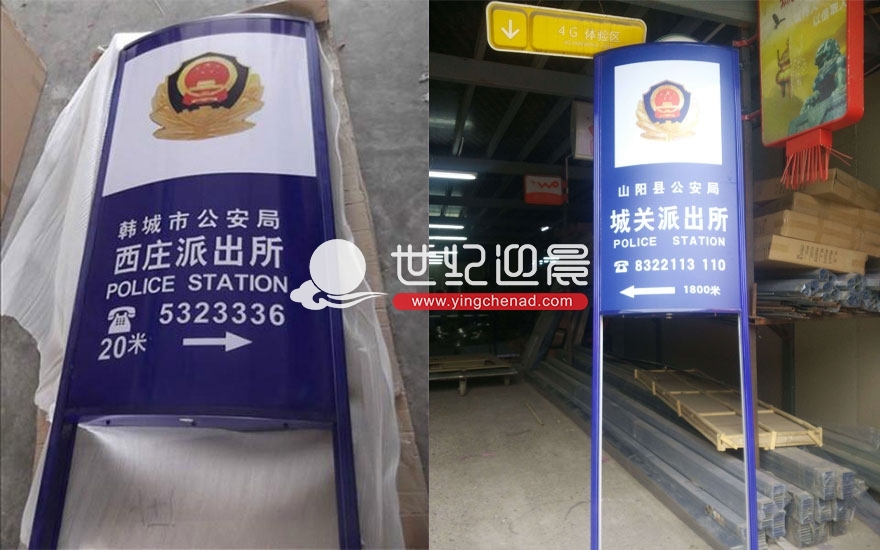 韩城市公安局
西庄派出所
POLICE STATION
5323336
20米
世纪迎晨
www.yingchenad.com
4G 体验区
山阳县公安局
城关派出所
POLICE STATION
8322113 110
1800米